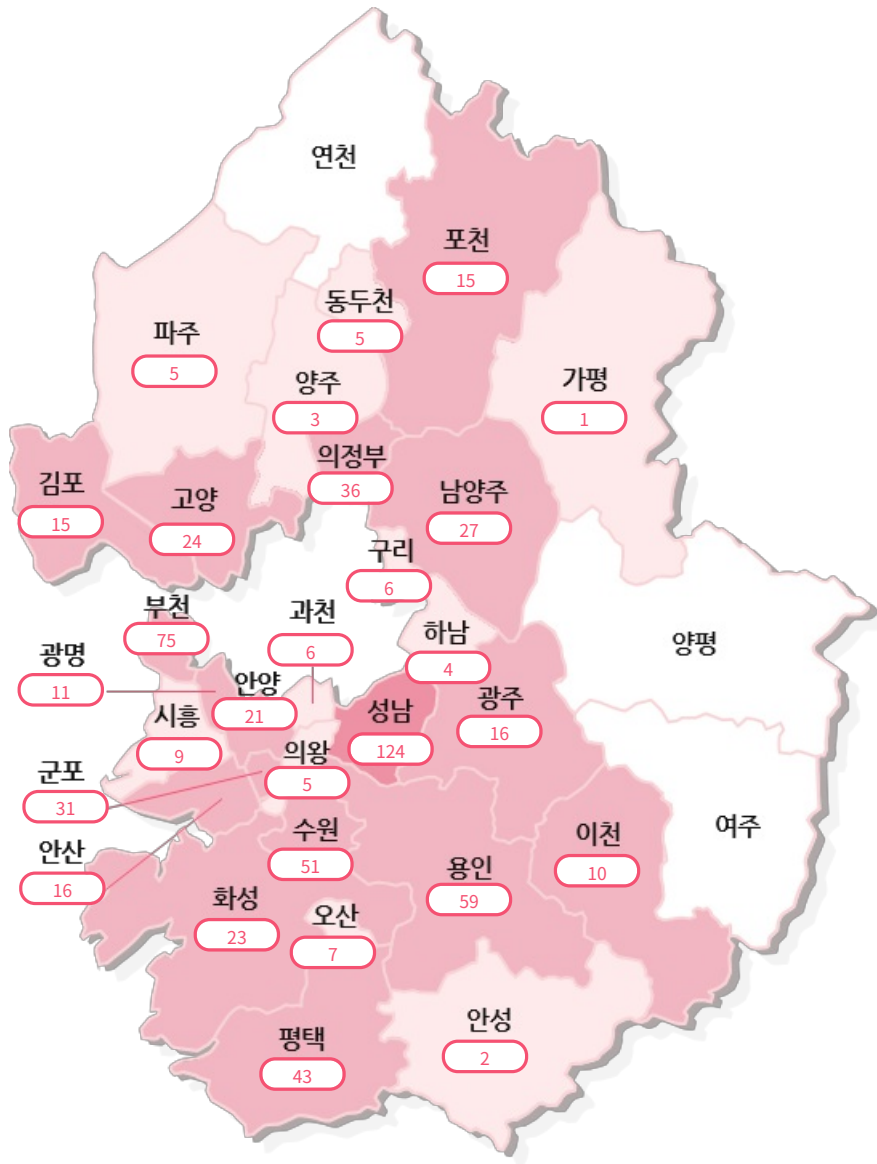 연천
포천
15
동두천
5
파주
5
양주
3
가평
1
의정부
36
김포
15
고양
24
남양주
27
구리
6
부천
75
과천
6
하남
4
양평
광명
11
안양
21
성남
124
광주
16
시흥
9
의왕
5
군포
31
수원
51
이천
10
여주
안산
16
용인
59
화성
23
오산
7
안성
2
평택
43